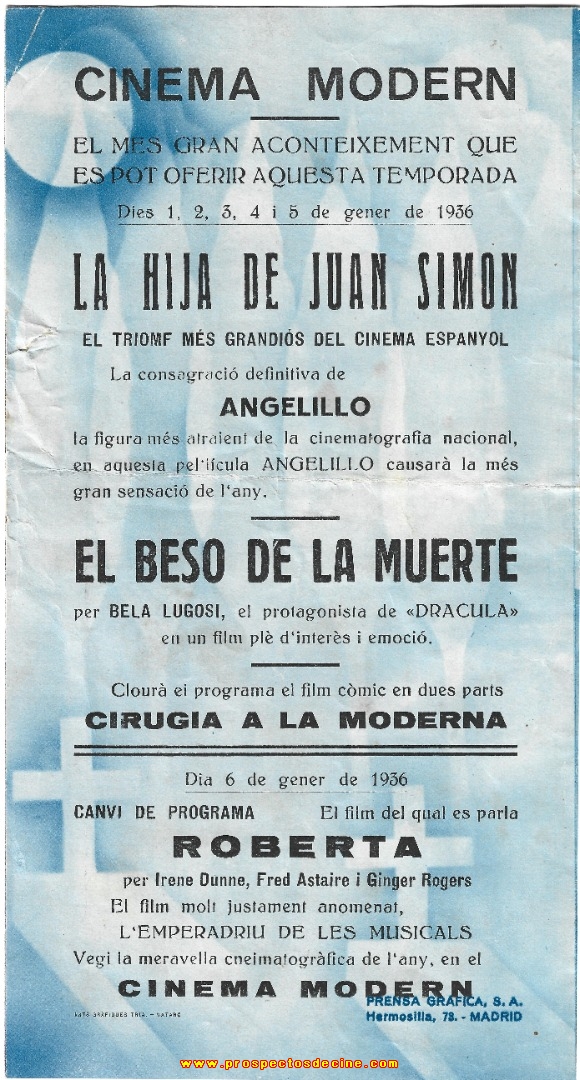 CINEMA MODERN
EL MES GRAN ACONTEIXEMENT QUE
ES POT OFERIR AQUESTA TEMPORADA
Dies 1, 2, 3, 4 i 5 de gener de 1936
LA HIJA DE JUAN SIMON
EL TRIOMF MÉS GRANDIÓS DEL CINEMA ESPANYOL
La consagració definitiva de
ANGELILLO
la figura més atraient de la cinematografia nacional,
en aquesta pel'lícula ANGELILLO causarà la més
gran sensació de l'any.
EL BESO DE LA MUERTE
per BELA LUGOSI, el protagonista de «DRACULA»
en un film plè d'interès i emoció.
Clourà el programa el film còmic en dues parts
CIRUGIA A LA MODERNA
Dia 6 de gener de 1936
CANVI DE PROGRAMA El film del qual es parla
ROBERTA
per Irene Dunne, Fred Astaire i Ginger Rogers
El film molt justament anomenat,
L'EMPERADRIU DE LES MUSICALS
Vegi la meravella cneimatogràfica de l'any, en el
CINEMA MODERN
PRENSA GRÁFICA, S. A.
Hermosilla, 73. - MADRID
GRÀFIQUES TRIA. - MATARÓ
www.prospectosdecine.com